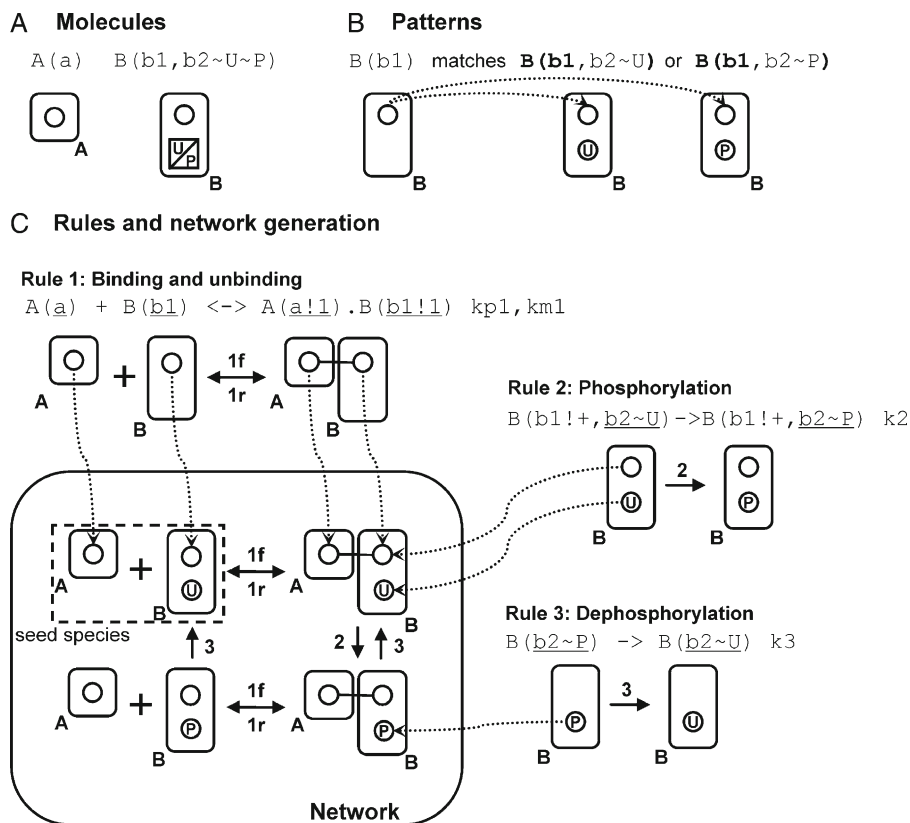 A Molecules
A(a) B(b1,b2~U~P)
A
U
P
B
B Patterns
B(b1) matches B(b1,b2~U) or B(b1,b2~P)
B
U
B
P
B
C Rules and network generation
Rule 1: Binding and unbinding
A(a) + B(b1) <-> A(a!1).B(b1!1) kp1,km1
A
+
B
1f
1r
A
B
Rule 2: Phosphorylation
B(b1!+,b2~U)->B(b1!+,b2~P) k2
U
B
2
P
B
A
+
U
B
1f
1r
A
U
B
seed species
3
2
3
A
+
P
B
1f
1r
A
P
B
Network
Rule 3: Dephosphorylation
B(b2~P) -> B(b2~U) k3
P
B
3
U
B